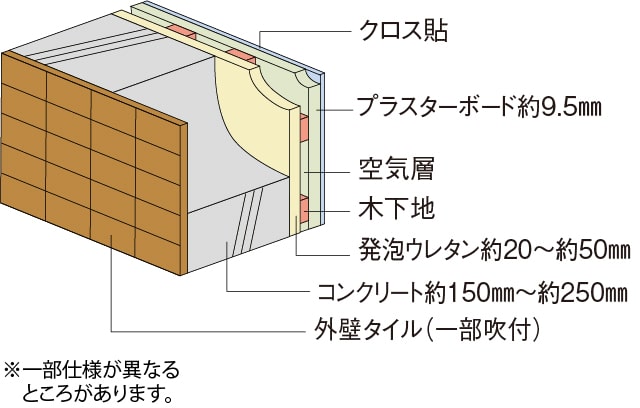 クロス貼
プラスターボード約9.5㎜
空気層
木下地
発泡ウレタン約20〜約50㎜
コンクリート約150㎜〜約250㎜
外壁タイル（一部吹付）
※一部仕様が異なる
ところがあります。